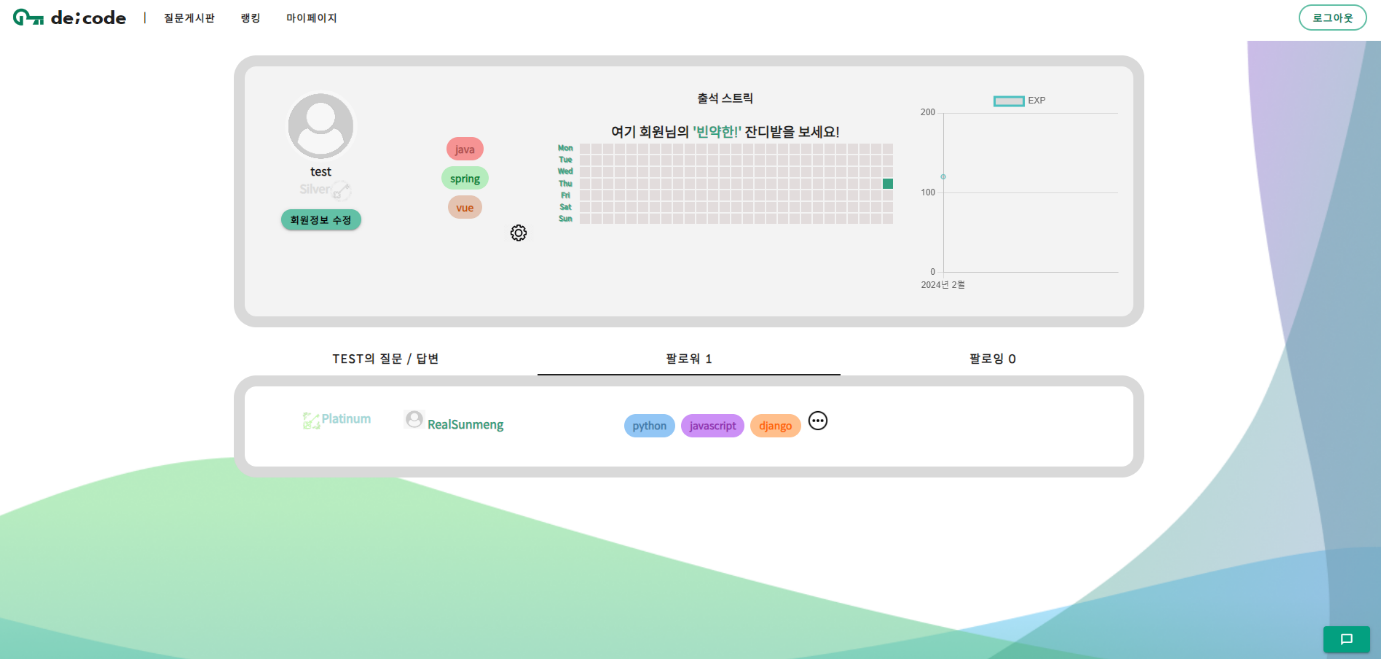 de;code | 질문게시판 랭킹 마이페이지 로그아웃
test
Silver
회원정보 수정
java
spring
vue
출석 스트릭
여기 회원님의 '빈약한!' 잔디밭을 보세요!
Mon
Tue
Wed
Thu
Fri
Sat
Sun
EXP
200
100
0
2024년 2월
TEST의 질문 / 답변 팔로워 1 팔로잉 0
Platinum RealSunmeng python javascript django